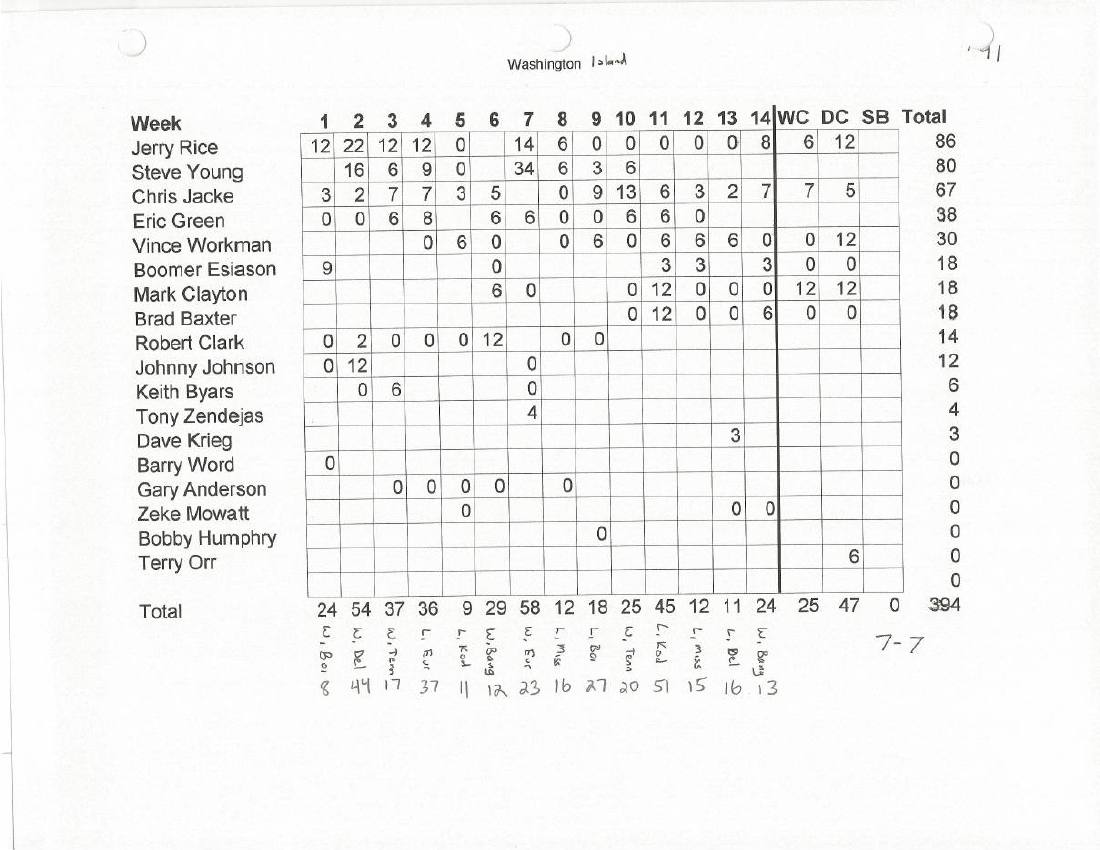 Washington Island '91
Week 1 2 3 4 5 6 7 8 9 10 11 12 13 14 WC DC SB Total
Jerry Rice 12 22 12 12 0 14 6 0 0 0 0 0 8 6 12 86
Steve Young 16 6 9 0 34 6 3 6 80
Chris Jacke 3 2 7 7 3 5 0 9 13 6 3 2 7 7 5 67
Eric Green 0 0 6 8 6 6 0 0 6 6 0 38
Vince Workman 0 6 0 0 6 0 6 6 6 0 0 12 30
Boomer Esiason 9 0 3 3 3 0 0 18
Mark Clayton 6 0 0 12 0 0 0 12 12 18
Brad Baxter 0 12 0 0 6 0 0 18
Robert Clark 0 2 0 0 0 12 0 0 14
Johnny Johnson 0 12 0 12
Keith Byars 0 6 0 6
Tony Zendejas 4 4
Dave Krieg 3 3
Barry Word 0 0
Gary Anderson 0 0 0 0 0 0
Zeke Mowatt 0 0 0 0
Bobby Humphry 0 0
Terry Orr 6 0
0
Total 24 54 37 36 9 29 58 12 18 25 45 12 11 24 25 47 0 394
W, Boi W, Del W, Tenn L, Eur L, Kod W, Bang W, Eur L, Miss L, Boi W, Tenn L, Kod L, Miss L, Del W, Bang 7-7
8 44 17 37 11 12 23 16 27 20 51 15 16 13